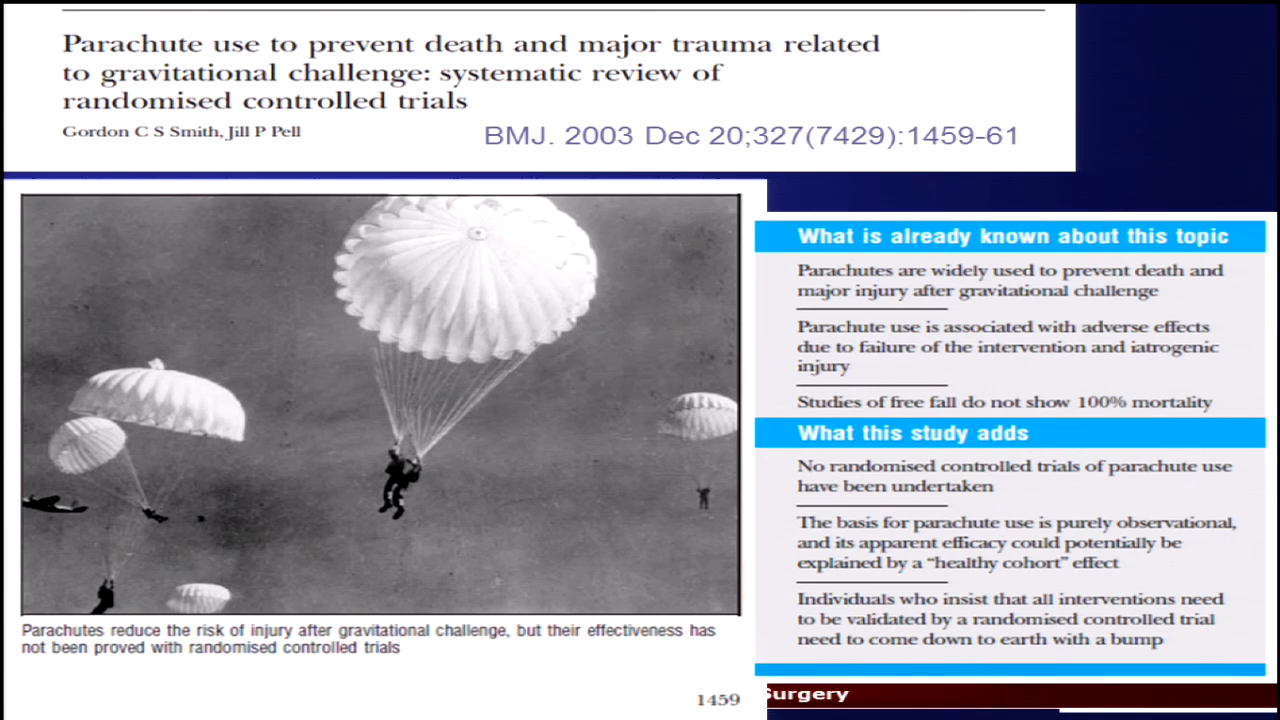 Parachute use to prevent death and major trauma related
to gravitational challenge: systematic review of
randomised controlled trials
Gordon C S Smith, Jill P Pell
BMJ. 2003 Dec 20;327(7429):1459-61
What is already known about this topic
Parachutes are widely used to prevent death and
major injury after gravitational challenge
Parachute use is associated with adverse effects
due to failure of the intervention and iatrogenic
injury
Studies of free fall do not show 100% mortality
What this study adds
No randomised controlled trials of parachute use
have been undertaken
The basis for parachute use is purely observational,
and its apparent efficacy could potentially be
explained by a “healthy cohort” effect
Individuals who insist that all interventions need
to be validated by a randomised controlled trial
need to come down to earth with a bump
Parachutes reduce the risk of injury after gravitational challenge, but their effectiveness has
not been proved with randomised controlled trials
1459
Surgery